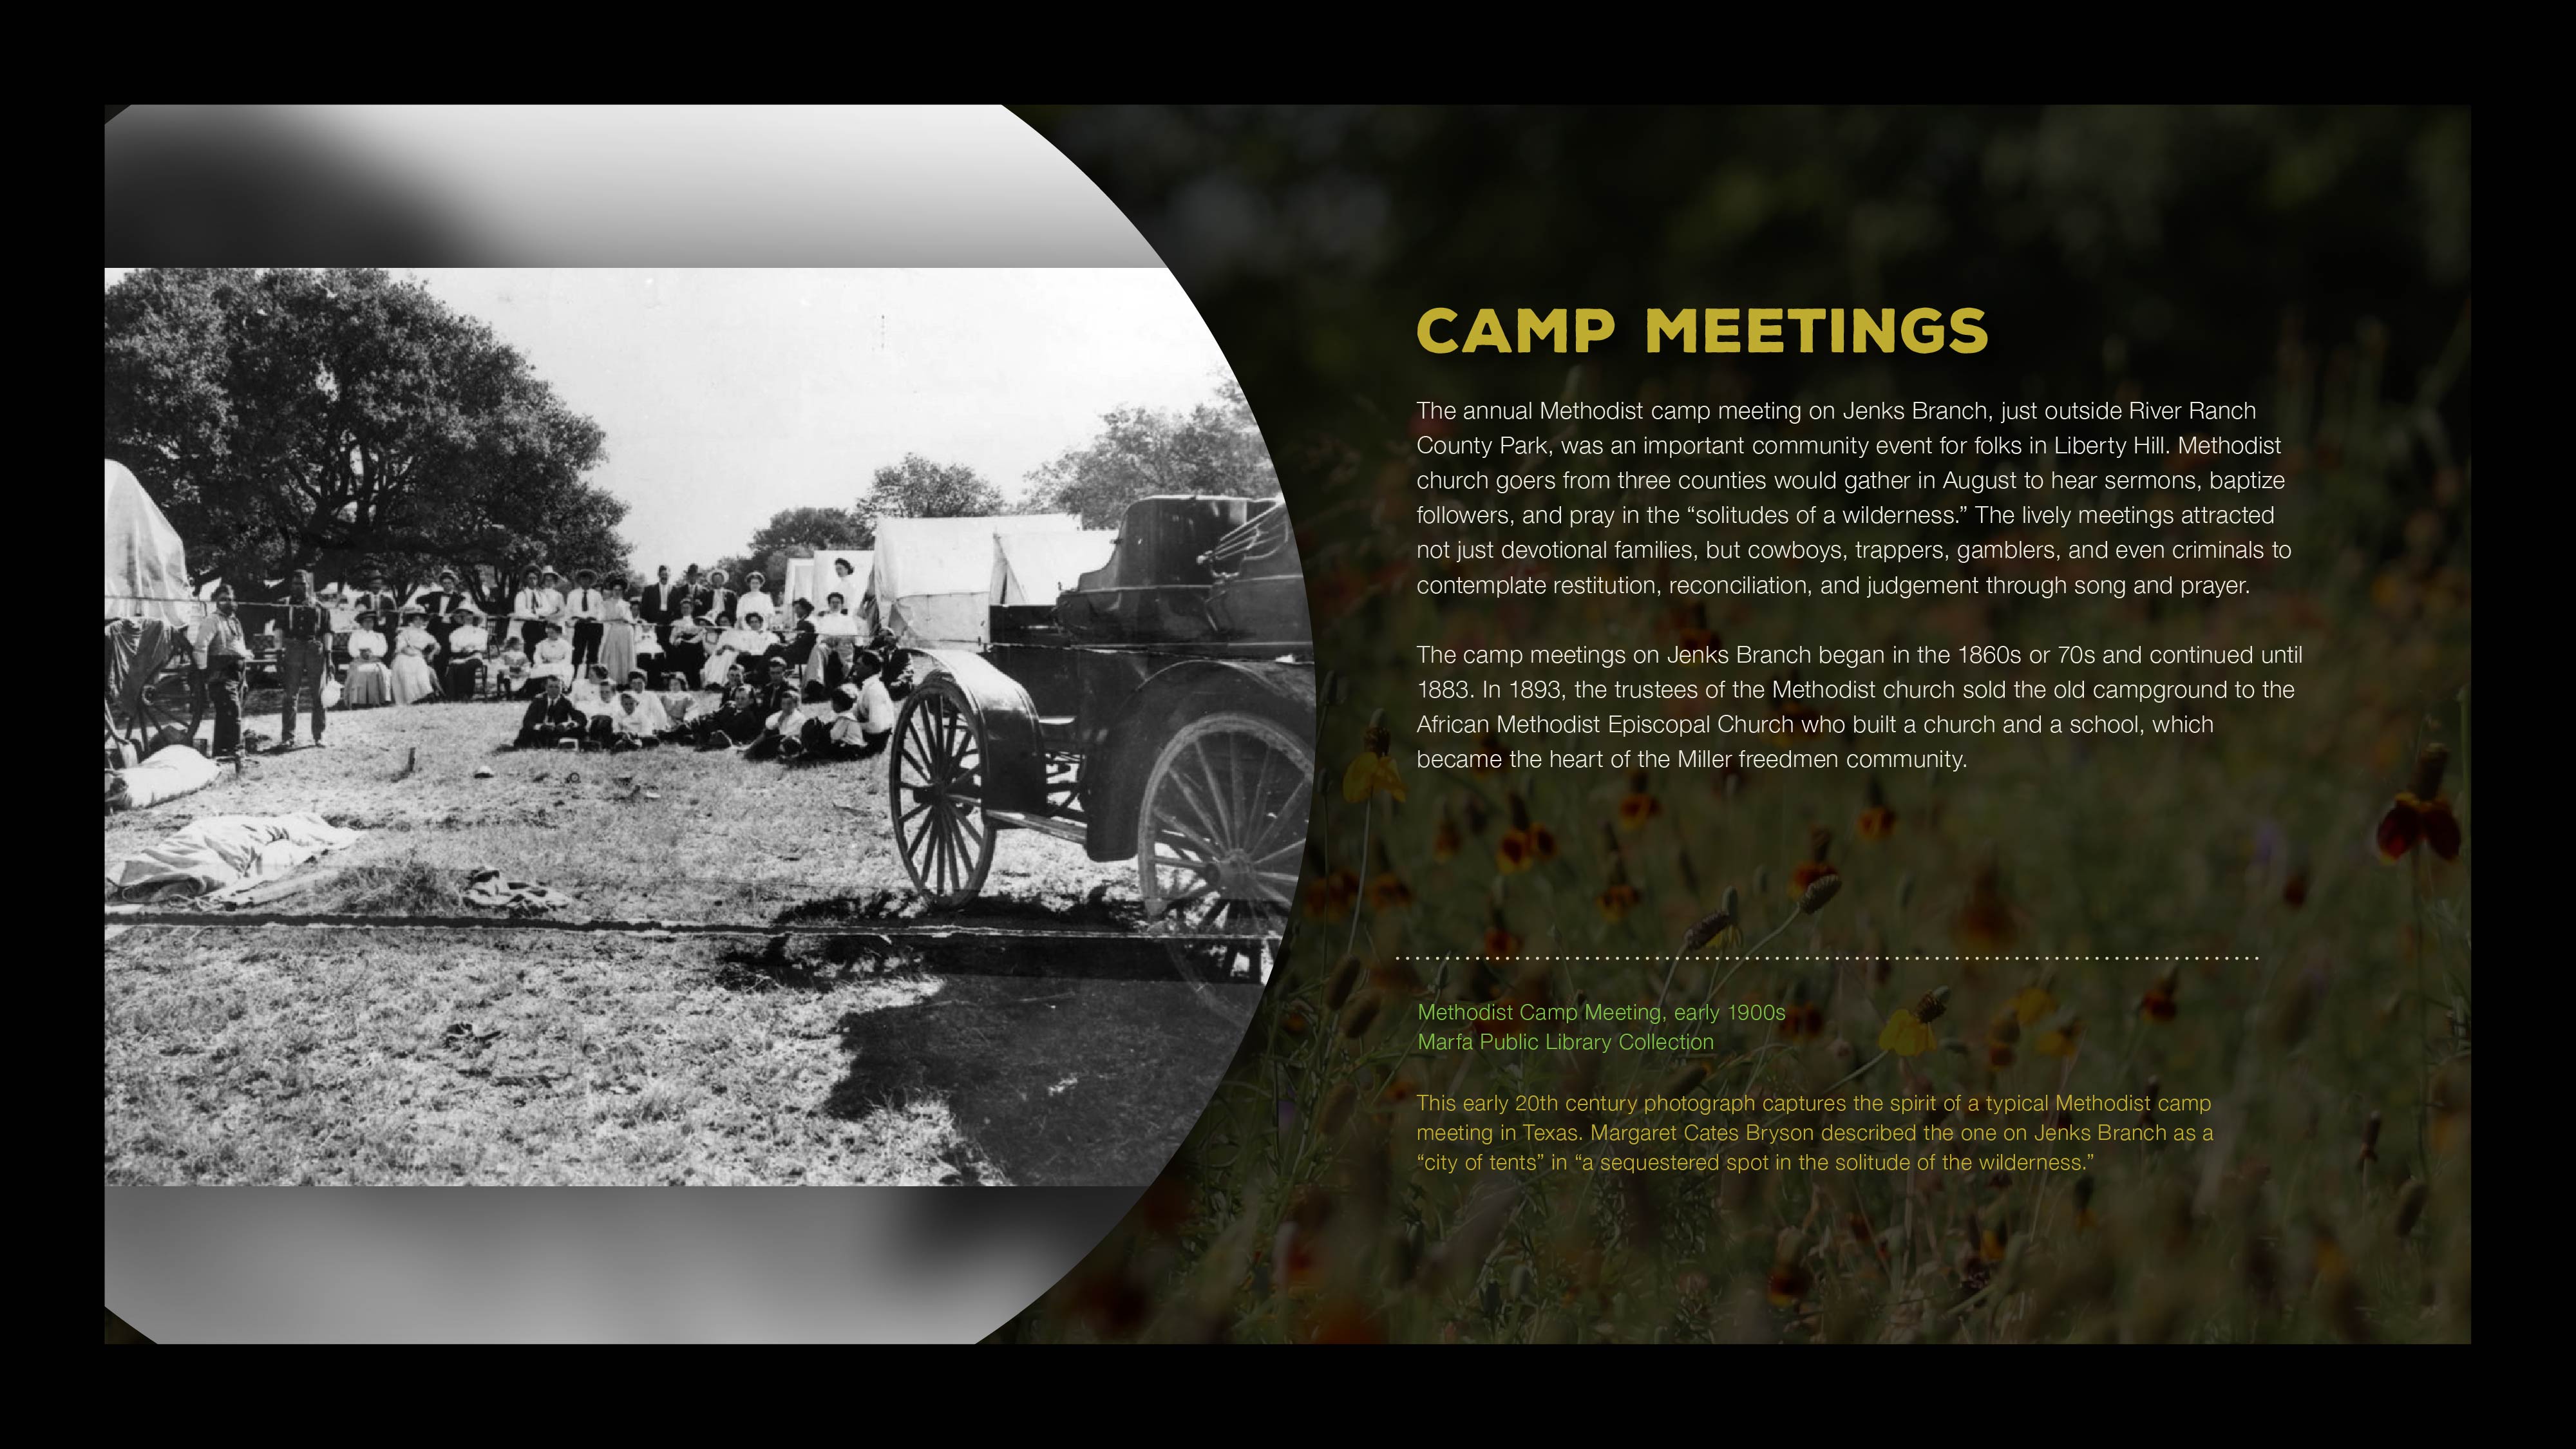 CAMP MEETINGS
The annual Methodist camp meeting on Jenks Branch, just outside River Ranch
County Park, was an important community event for folks in Liberty Hill. Methodist
church goers from three counties would gather in August to hear sermons, baptize
followers, and pray in the “solitudes of a wilderness.” The lively meetings attracted
not just devotional families, but cowboys, trappers, gamblers, and even criminals to
contemplate restitution, reconciliation, and judgement through song and prayer.
The camp meetings on Jenks Branch began in the 1860s or 70s and continued until
1883. In 1893, the trustees of the Methodist church sold the old campground to the
African Methodist Episcopal Church who built a church and a school, which
became the heart of the Miller freedmen community.
Methodist Camp Meeting, early 1900s
Marfa Public Library Collection
This early 20th century photograph captures the spirit of a typical Methodist camp
meeting in Texas. Margaret Cates Bryson described the one on Jenks Branch as a
“city of tents” in “a sequestered spot in the solitude of the wilderness.”